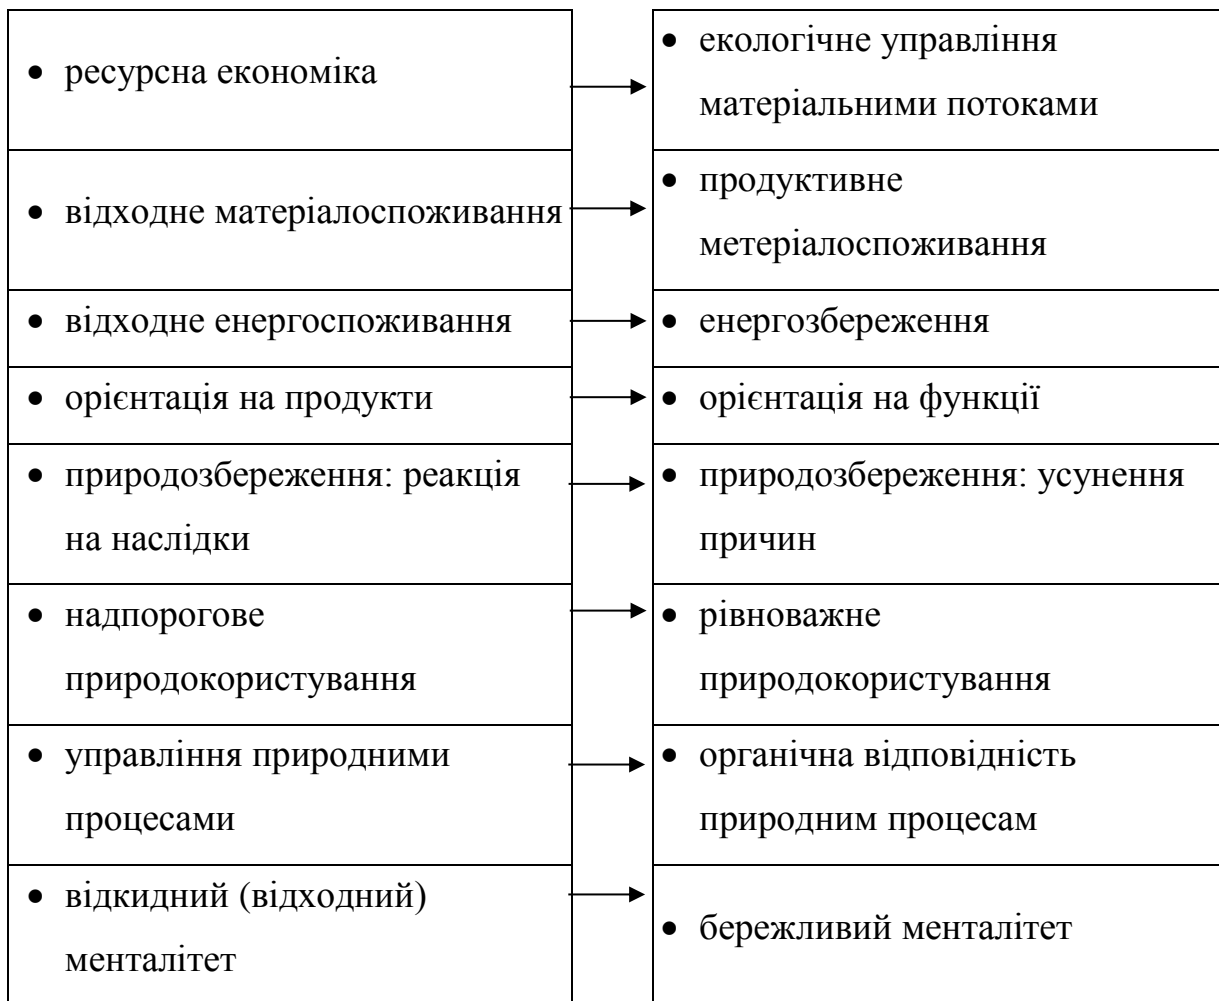 • ресурсна економіка
• екологічне управління
матеріальними потоками
• відходне матеріалоспоживання
• продуктивне
метеріалоспоживання
• відходне енергоспоживання
• енергозбереження
• орієнтація на продукти
• орієнтація на функції
• природозбереження: реакція
на наслідки
• природозбереження: усунення
причин
• надпорогове
природокористування
• рівноважне
природокористування
• управління природними
процесами
• органічна відповідність
природним процесам
• відкидний (відходний)
менталітет
• бережливий менталітет